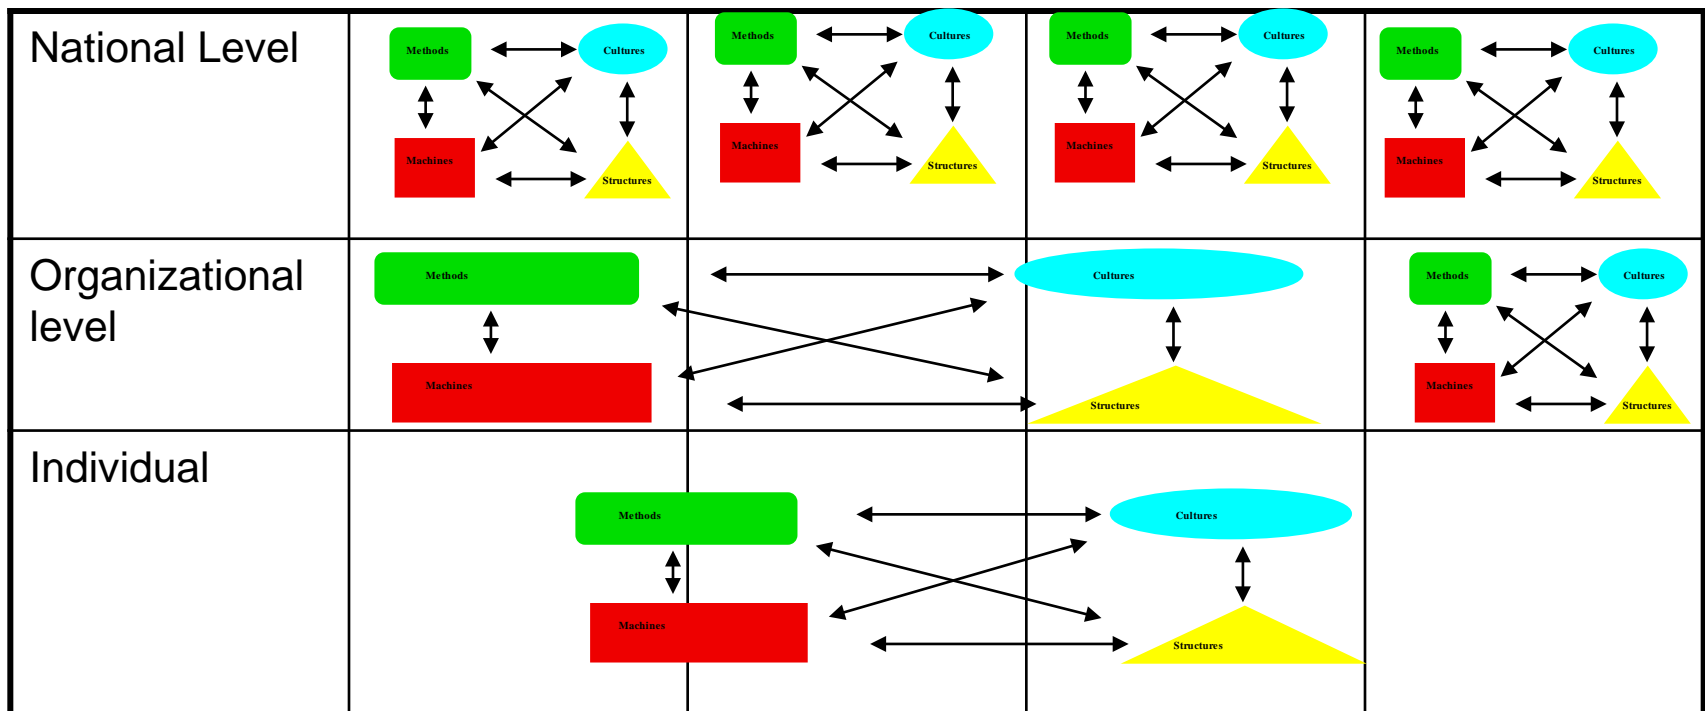 National Level
Methods
Cultures
Machines
Structures
Methods
Cultures
Machines
Structures
Methods
Cultures
Machines
Structures
Methods
Cultures
Machines
Structures
Organizational
level
Methods
Cultures
Machines
Structures
Methods
Cultures
Machines
Structures
Individual
Methods
Cultures
Machines
Structures